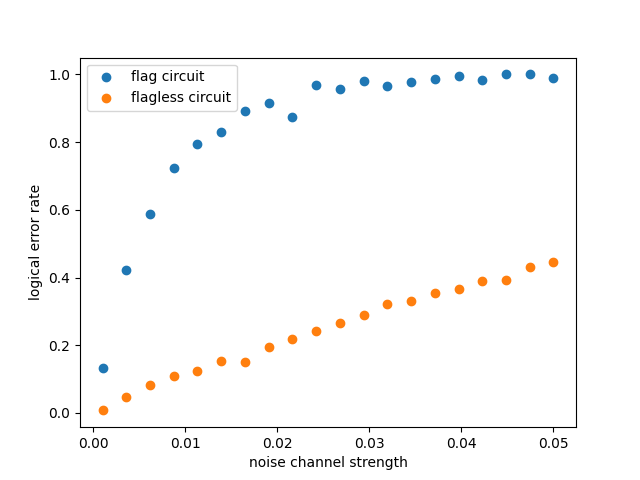 flag circuit
flagless circuit
1.0
0.8
0.6
0.4
0.2
0.0
logical error rate
0.00 0.01 0.02 0.03 0.04 0.05
noise channel strength